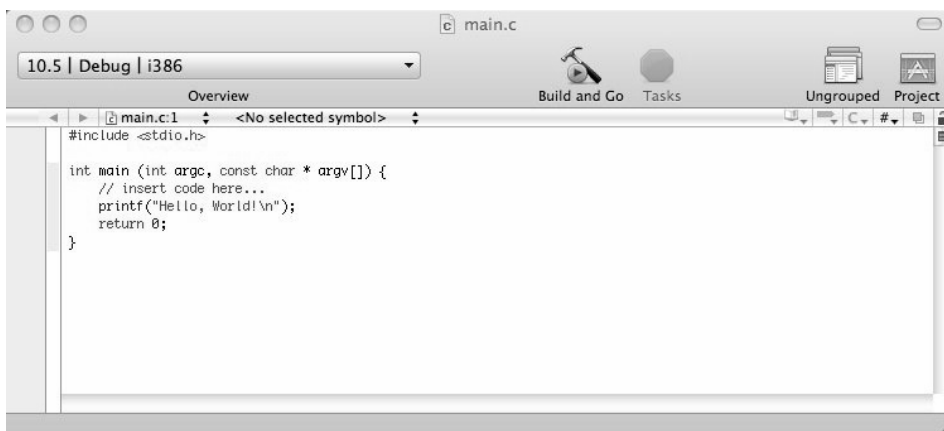 main.c
10.5 | Debug | i386
Overview
Build and Go
Tasks
Ungrouped
Project
main.c:1 <No selected symbol>
C #
#include <stdio.h>
int main (int argc, const char * argv[]) {
// insert code here...
printf("Hello, World!\n");
return 0;
}